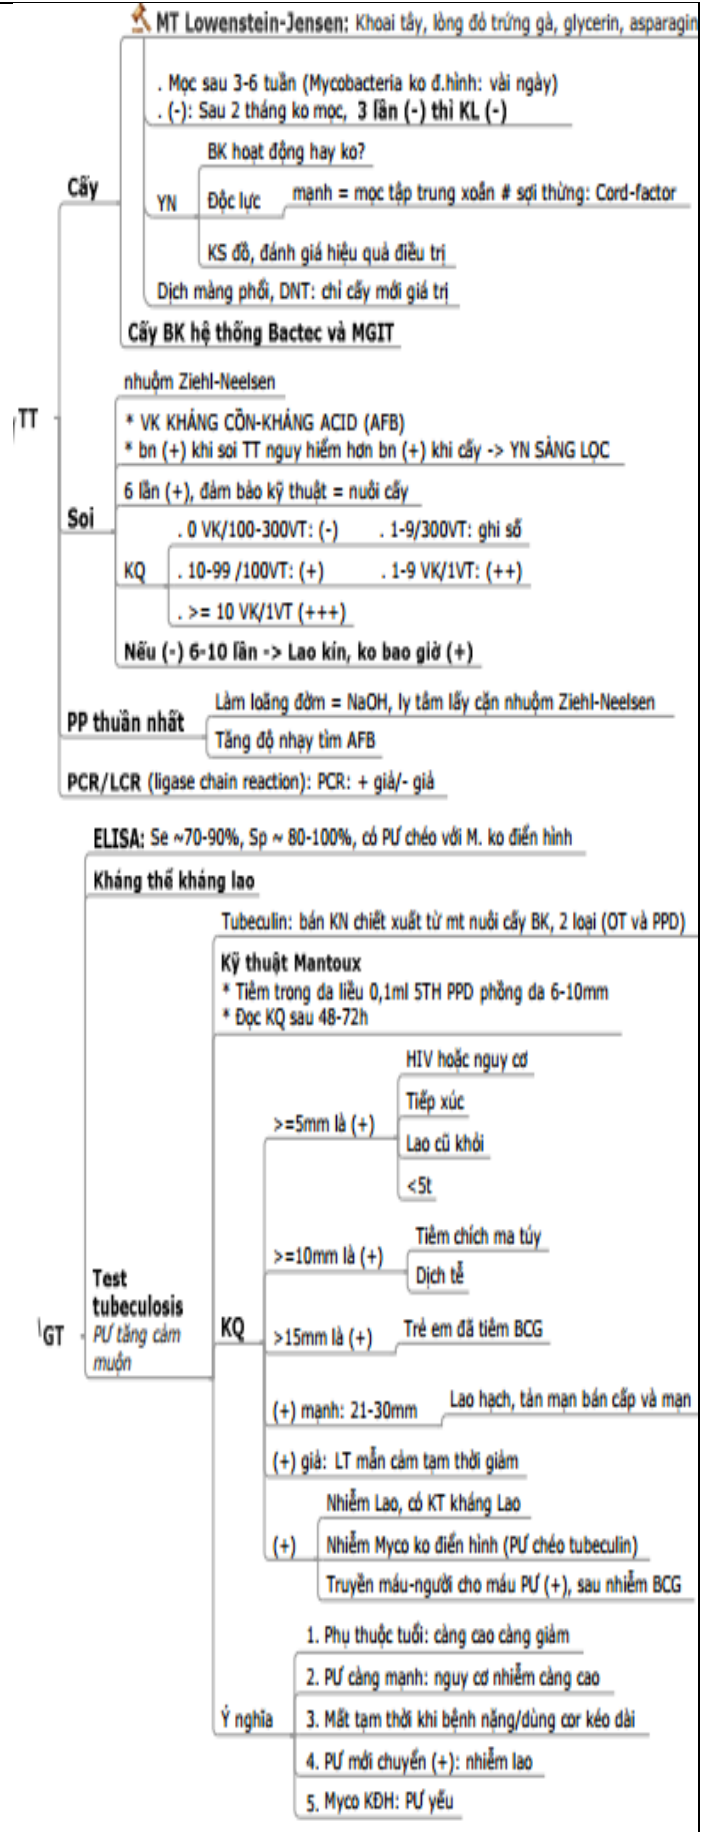 MT Lowenstein-Jensen: Khoai tây, lòng đỏ trứng gà, glycerin, asparagin
. Mọc sau 3-6 tuần (Mycobacteria ko đ.hình: vài ngày)
. (-): Sau 2 tháng ko mọc, 3 lần (-) thì KL (-)
BK hoạt động hay ko?
Cấy
YN
Độc lực
mạnh = mọc tập trung xoắn # sợi thừng: Cord-factor
KS đồ, đánh giá hiệu quả điều trị
Dịch màng phổi, DNT: chỉ cấy mới giá trị
Cấy BK hệ thống Bactec và MGIT
nhuộm Ziehl-Neelsen
TT
* VK KHÁNG CỒN-KHÁNG ACID (AFB)
* bn (+) khi soi TT nguy hiểm hơn bn (+) khi cấy -> YN SÀNG LỌC
6 lần (+), đảm bảo kỹ thuật = nuôi cấy
Soi
. 0 VK/100-300VT: (-) . 1-9/300VT: ghi số
KQ
. 10-99 /100VT: (+) . 1-9 VK/1VT: (++)
. >= 10 VK/1VT (+++)
Nếu (-) 6-10 lần -> Lao kín, ko bao giờ (+)
Làm loãng đờm = NaOH, ly tâm lấy cặn nhuộm Ziehl-Neelsen
PP thuần nhất
Tăng độ nhạy tìm AFB
PCR/LCR (ligase chain reaction): PCR: + giả/- giả
ELISA: Se ~70-90%, Sp ~ 80-100%, có PƯ chéo với M. ko điển hình
Kháng thể kháng lao
Tubeculin: bán KN chiết xuất từ mt nuôi cấy BK, 2 loại (OT và PPD)
Kỹ thuật Mantoux
* Tiêm trong da liều 0,1ml 5TH PPD phồng da 6-10mm
* Đọc KQ sau 48-72h
HIV hoặc nguy cơ
>=5mm là (+)
Tiếp xúc
Lao cũ khỏi
<5t
Tiêm chích ma túy
>=10mm là (+)
Dịch tễ
Test
tubeculosis
PƯ tăng cảm
muộn
GT
KQ
>15mm là (+)
Trẻ em đã tiêm BCG
(+) mạnh: 21-30mm
Lao hạch, tản mạn bán cấp và mạn
(+) giả: LT mẫn cảm tạm thời giảm
Nhiễm Lao, có KT kháng Lao
(+)
Nhiễm Myco ko điển hình (PƯ chéo tubeculin)
Truyền máu-người cho máu PƯ (+), sau nhiễm BCG
1. Phụ thuộc tuổi: càng cao càng giảm
2. PƯ càng mạnh: nguy cơ nhiễm càng cao
Ý nghĩa
3. Mất tạm thời khi bệnh nặng/dùng cor kéo dài
4. PƯ mới chuyển (+): nhiễm lao
5. Myco KĐH: PƯ yếu